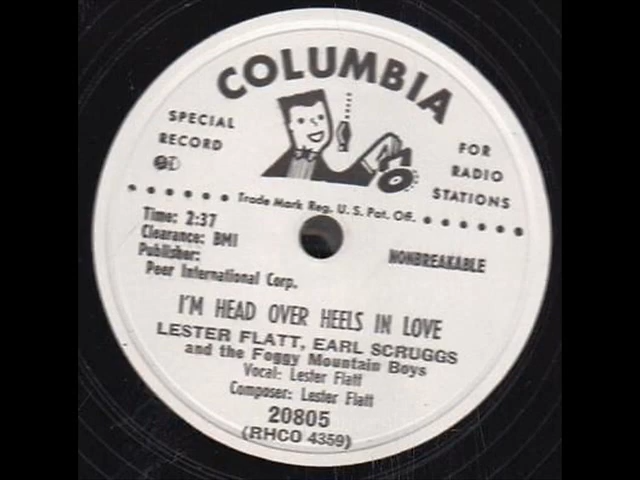 COLUMBIA
SPECIAL
RECORD
FOR
RADIO
STATIONS
Trade Mark Reg. U. S. Pat. Off.
Time: 2:37
Clearance: BMI
Publisher:
Peer International Corp.
NONBREAKABLE
I'M HEAD OVER HEELS IN LOVE
LESTER FLATT, EARL SCRUGGS
and the Foggy Mountain Boys
Vocal: Lester Flatt
Composer: Lester Flatt
20805
(RHCO 4359)